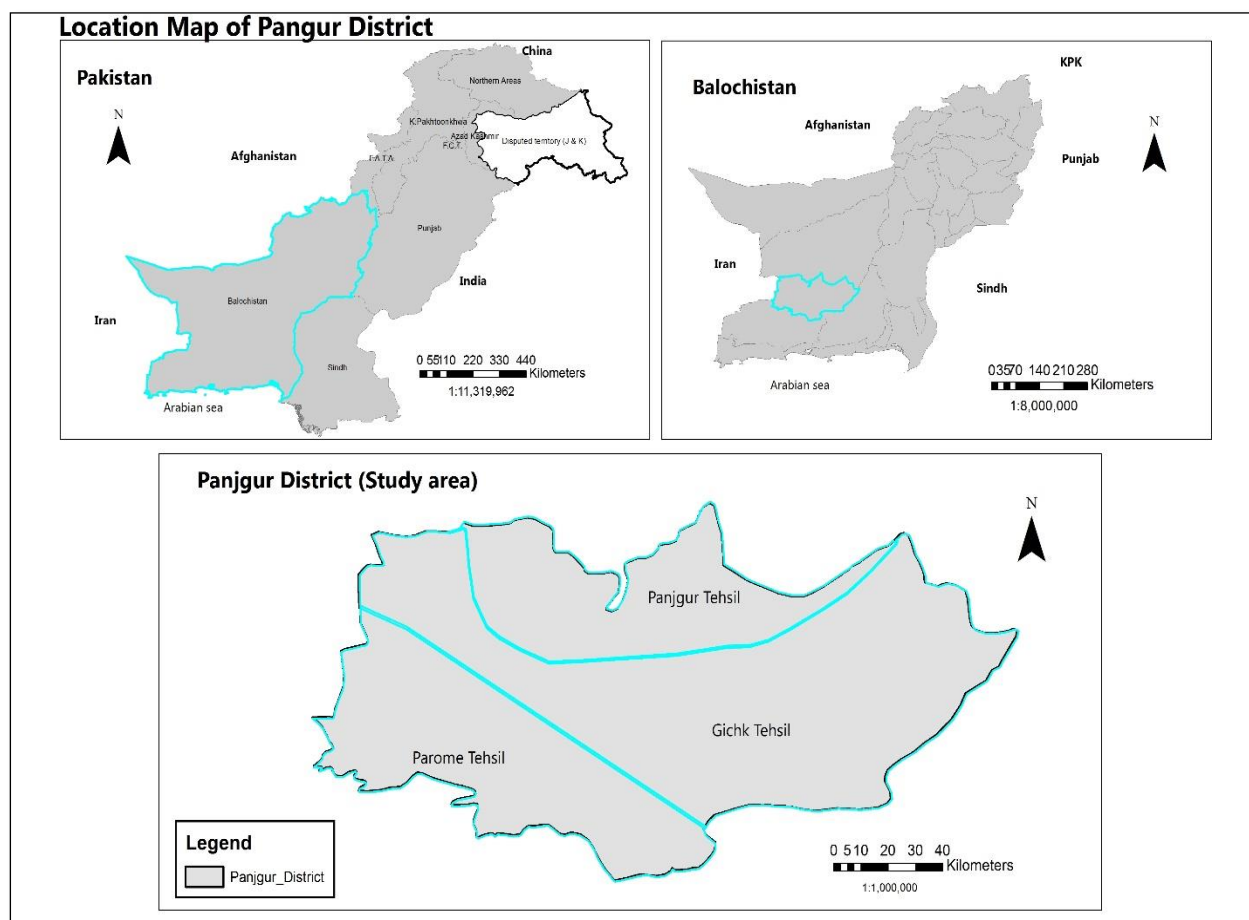 Location Map of Pangur District
Pakistan
China
Northern Areas
N
K.Pakhtoonkhwa
Azad Kashmir
F.C.T.
Disputed territory (J & K)
Afghanistan
F.A.T.A.
Punjab
India
Balochistan
Iran
Sindh
0 55110 220 330 440
Kilometers
1:11,319,962
Arabian sea
Balochistan
KPK
N
Afghanistan
Punjab
Iran
Sindh
03570 140 210 280
Kilometers
1:8,000,000
Arabian sea
Panjgur District (Study area)
N
Panjgur Tehsil
Gichk Tehsil
Parome Tehsil
Legend
Panjgur_District
0 5 10 20 30 40
Kilometers
1:1,000,000